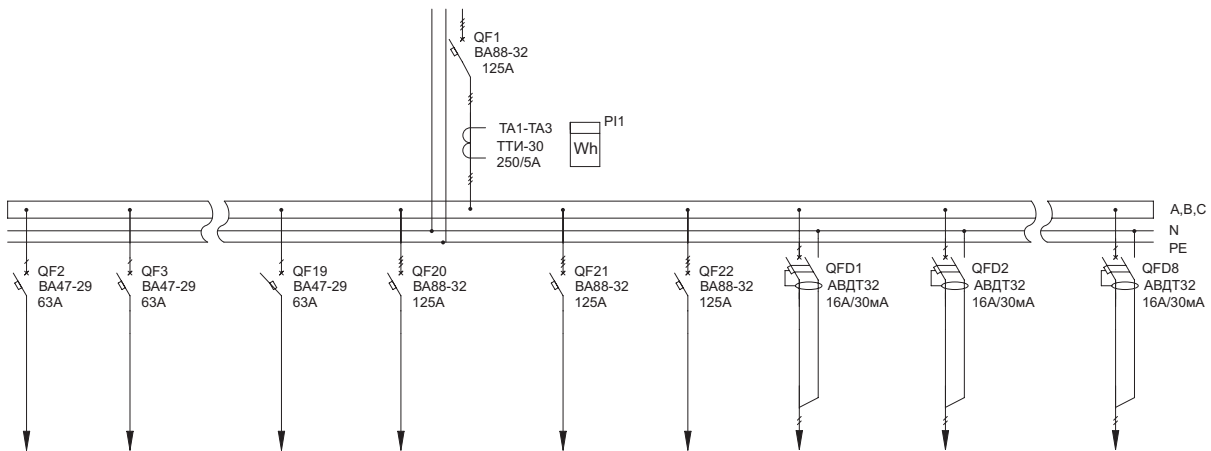 QF1
ВА88-32
125А
ТА1-ТА3
ТТИ-30
250/5А
PI1
Wh
А,В,С
N
PE
QF2
ВА47-29
63А
QF3
ВА47-29
63А
QF19
ВА47-29
63А
QF20
ВА88-32
125А
QF21
ВА88-32
125А
QF22
ВА88-32
125А
QFD1
АВДТ32
16А/30мА
QFD2
АВДТ32
16А/30мА
QFD8
АВДТ32
16А/30мА